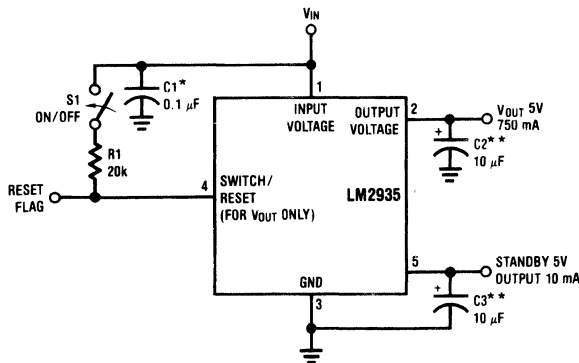 VIN
1
S1
ON/OFF
C1*
0.1 µF
INPUT
VOLTAGE
OUTPUT
VOLTAGE
2
VOUT 5V
750 mA
+
C2**
10 µF
R1
20k
RESET
FLAG
4
SWITCH/
RESET
(FOR VOUT ONLY)
LM2935
5
STANDBY 5V
OUTPUT 10 mA
+
C3**
10 µF
GND
3